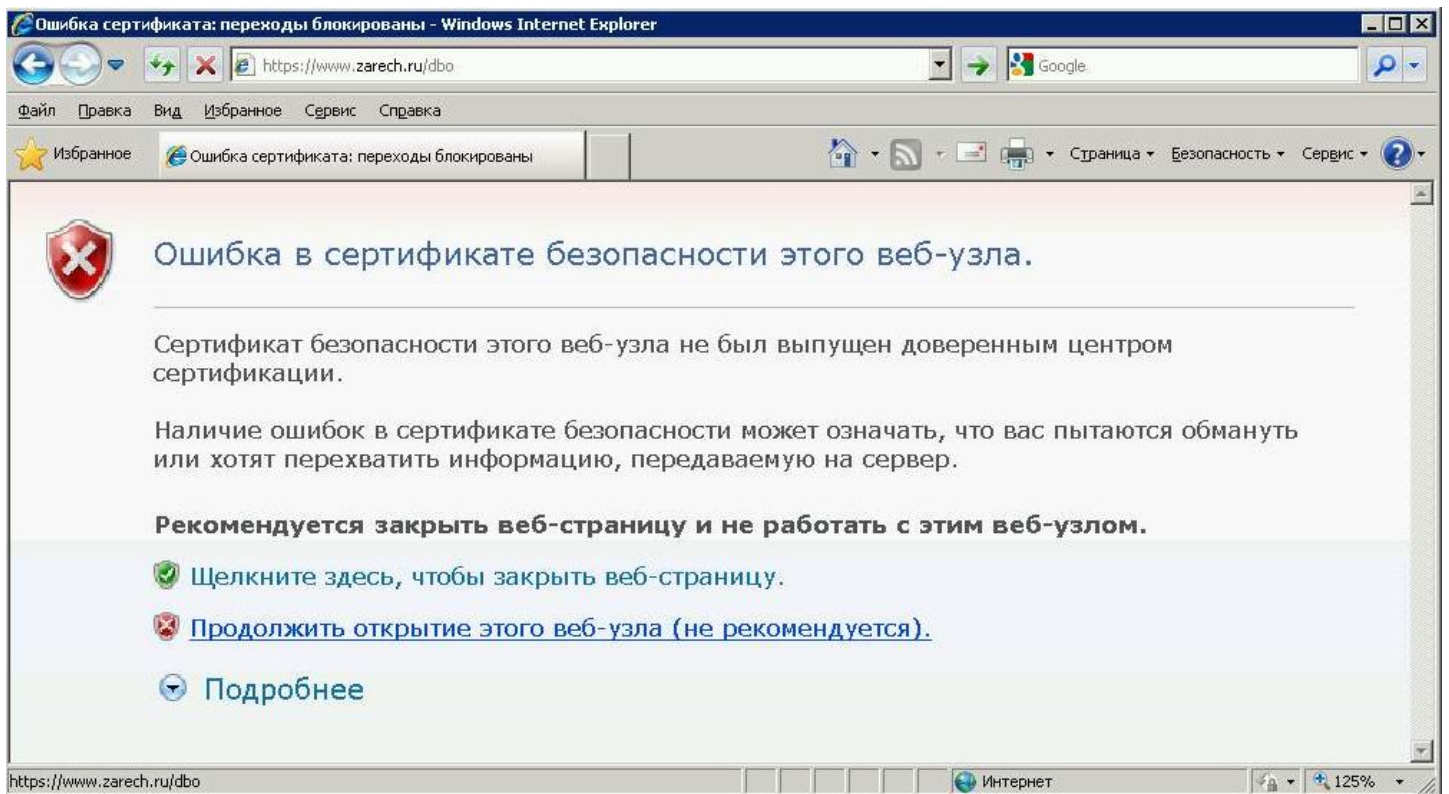 Ошибка сертификата: переходы блокированы - Windows Internet Explorer
https://www.zarech.ru/dbo
Google
Файл Правка Вид Избранное Сервис Справка
Избранное
Ошибка сертификата: переходы блокированы
Страница
Безопасность
Сервис
Ошибка в сертификате безопасности этого веб-узла.
Сертификат безопасности этого веб-узла не был выпущен доверенным центром
сертификации.
Наличие ошибок в сертификате безопасности может означать, что вас пытаются обмануть
или хотят перехватить информацию, передаваемую на сервер.
Рекомендуется закрыть веб-страницу и не работать с этим веб-узлом.
Щелкните здесь, чтобы закрыть веб-страницу.
Продолжить открытие этого веб-узла (не рекомендуется).
Подробнее
https://www.zarech.ru/dbo
Интернет
125%